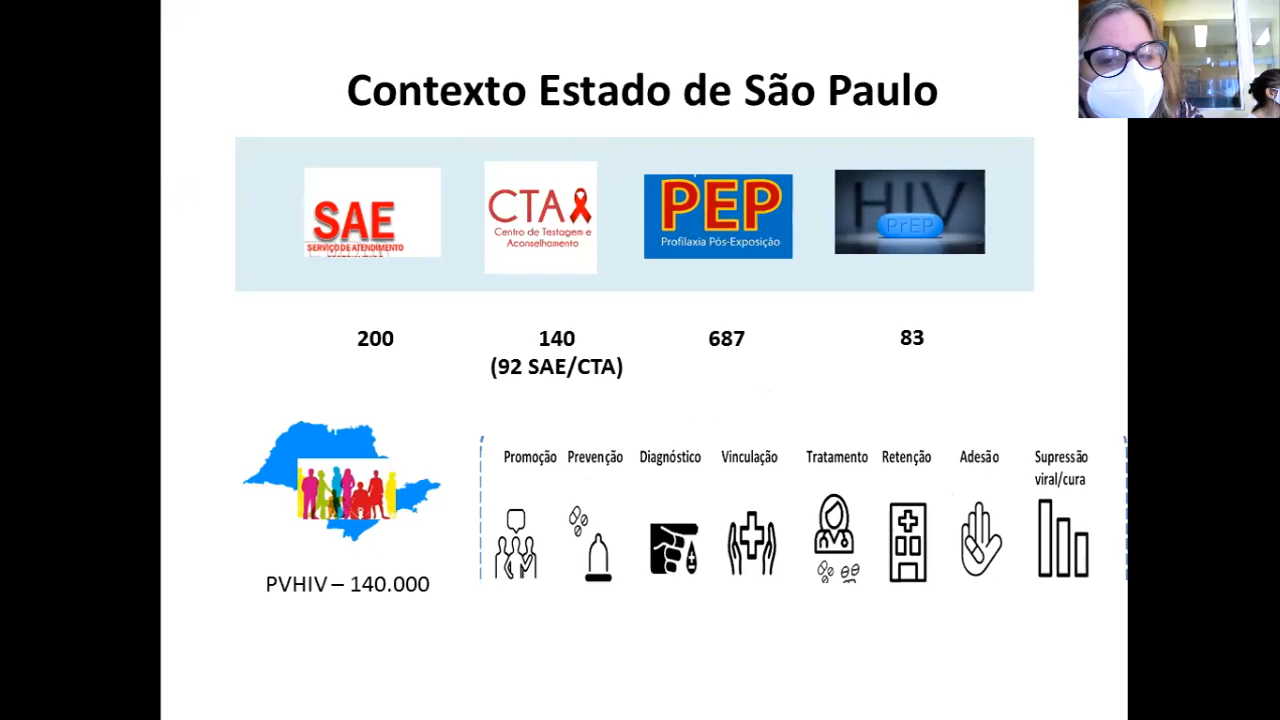 Contexto Estado de São Paulo
SAE
SERVIÇO DE ATENDIMENTO
CTA
Centro de Testagem e
Aconselhamento
PEP
Profilaxia Pós-Exposição
HIV
PrEP
200
140
(92 SAE/CTA)
687
83
Promoção Prevenção Diagnóstico Vinculação Tratamento Retenção Adesão Supressão
viral/cura
PVHIV – 140.000